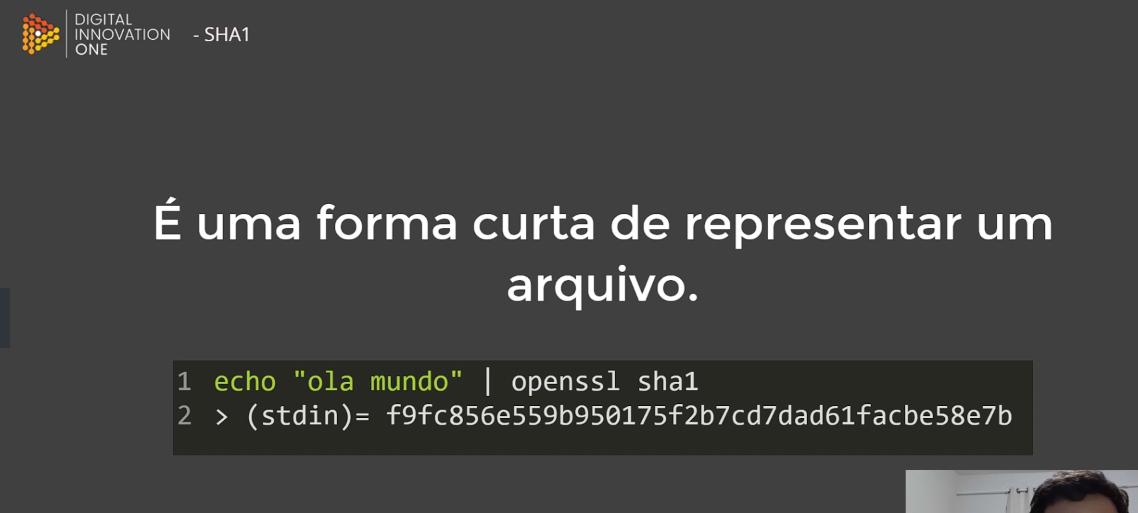 DIGITAL
INNOVATION
ONE
- SHA1
É uma forma curta de representar um
arquivo.
1 echo "ola mundo" | openssl sha1
2 > (stdin)= f9fc856e559b950175f2b7cd7dad61facbe58e7b